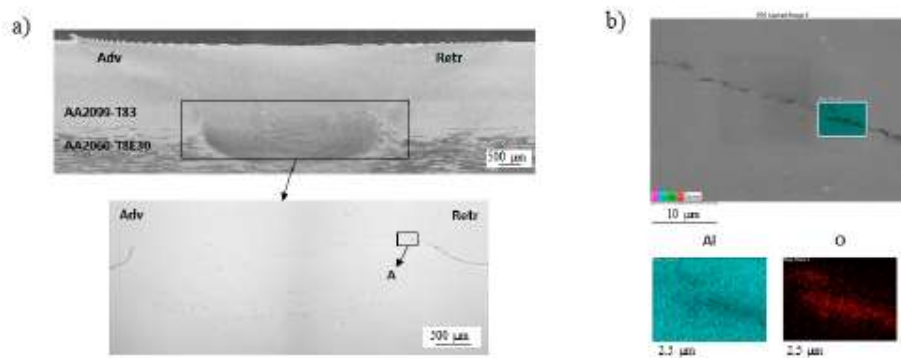 a)
Adv
Retr
AA2099-T83
AA2060-T8E30
500 µm
Adv
Retr
A
500 µm
b)
10 µm
Al
O
2.5 µm
2.5 µm